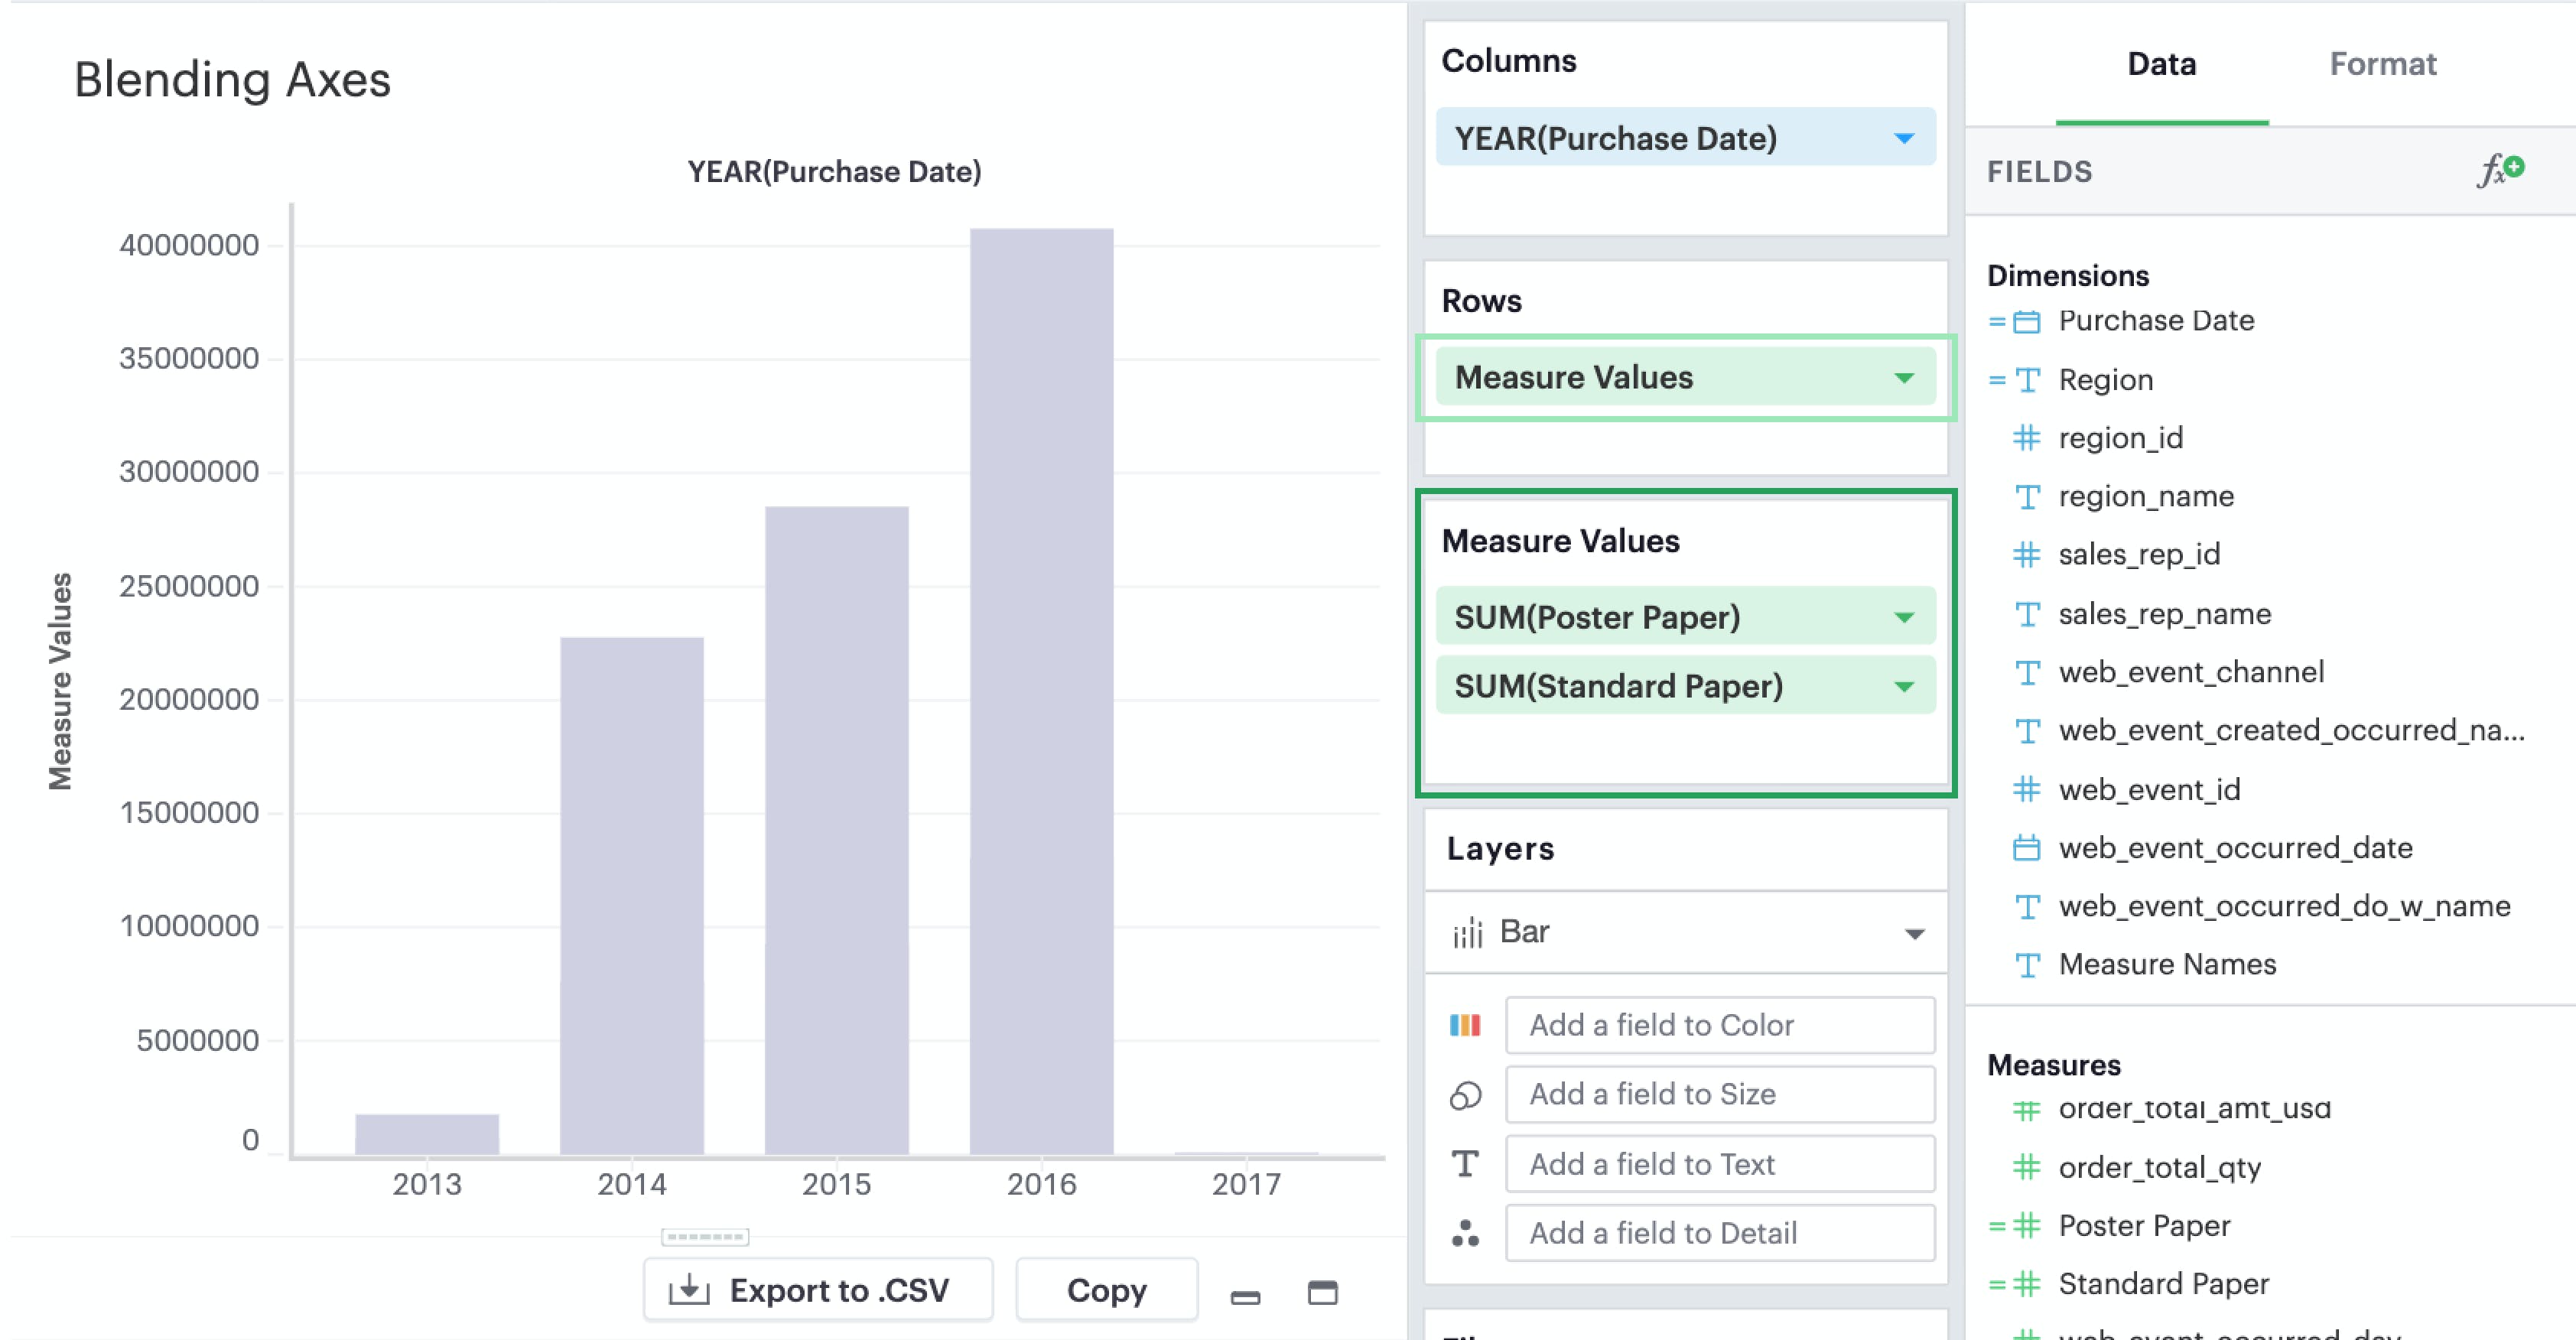 Blending Axes
YEAR(Purchase Date)
Measure Values
40000000
35000000
30000000
25000000
20000000
15000000
10000000
5000000
0
2013 2014 2015 2016 2017
Export to .CSV
Copy
Columns
YEAR(Purchase Date)
Rows
Measure Values
Measure Values
SUM(Poster Paper)
SUM(Standard Paper)
Layers
Bar
Add a field to Color
Add a field to Size
T Add a field to Text
Add a field to Detail
Data Format
FIELDS fx
Dimensions
= Purchase Date
= T Region
# region_id
T region_name
# sales_rep_id
T sales_rep_name
T web_event_channel
T web_event_created_occurred_na...
# web_event_id
web_event_occurred_date
T web_event_occurred_do_w_name
T Measure Names
Measures
# order_total_amt_usd
# order_total_qty
= # Poster Paper
= # Standard Paper